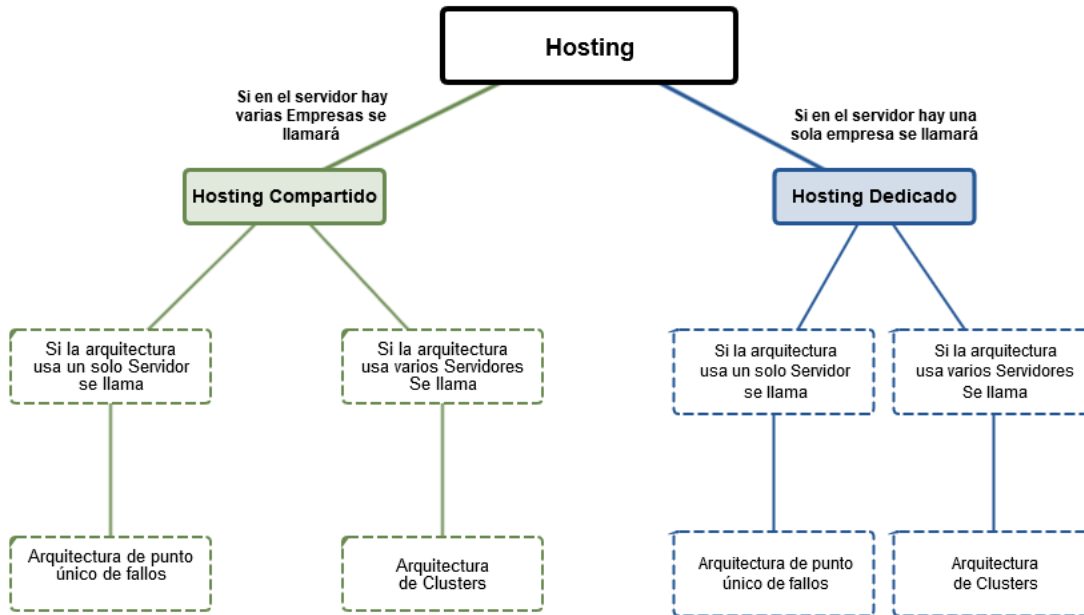 Hosting
Si en el servidor hay
varias Empresas se
llamará
Si en el servidor hay una
sola empresa se llamará
Hosting Compartido
Hosting Dedicado
Si la arquitectura
usa un solo Servidor
se llama
Si la arquitectura
usa varios Servidores
Se llama
Si la arquitectura
usa un solo Servidor
se llama
Si la arquitectura
usa varios Servidores
Se llama
Arquitectura de punto
único de fallos
Arquitectura
de Clusters
Arquitectura de punto
único de fallos
Arquitectura
de Clusters